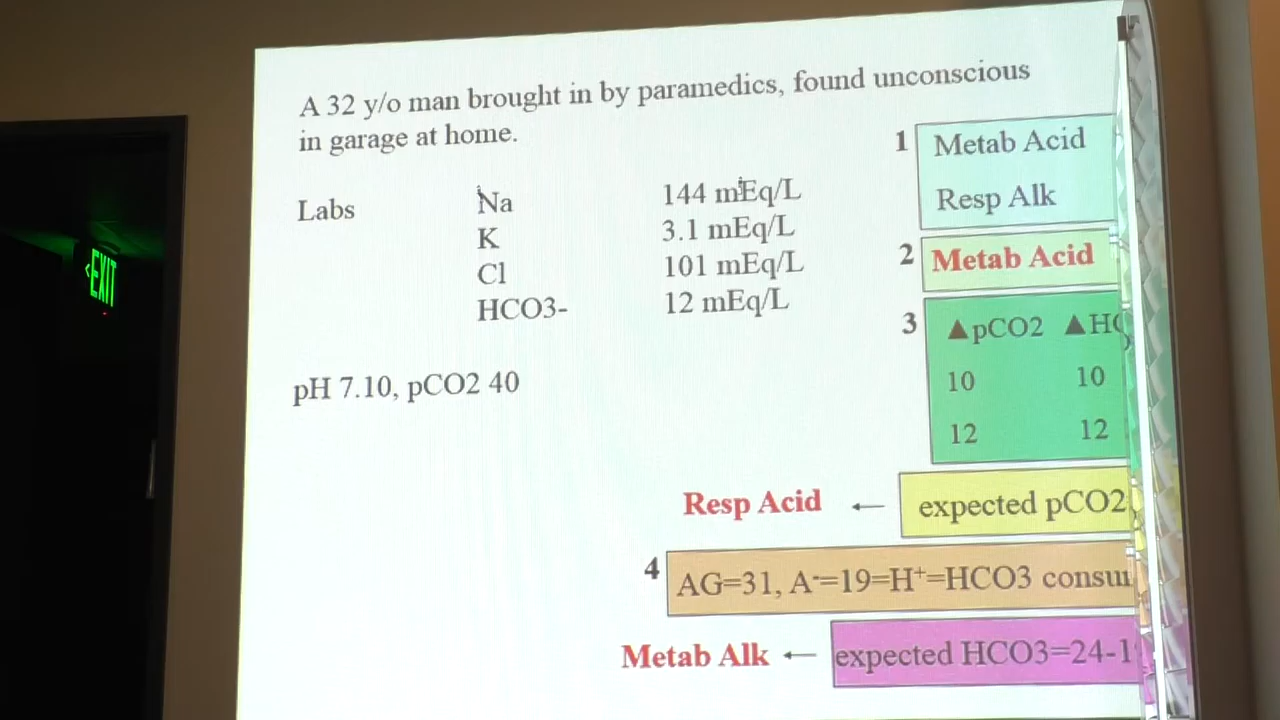 A 32 y/o man brought in by paramedics, found unconscious
in garage at home.
1 Metab Acid
Resp Alk
Labs Na 144 mEq/L
K 3.1 mEq/L
Cl 101 mEq/L
HCO3- 12 mEq/L
2 Metab Acid
3 ▲pCO2 ▲HC
10 10
12 12
pH 7.10, pCO2 40
Resp Acid ← expected pCO2
4 AG=31, A⁻=19=H⁺=HCO3
Metab Alk ← expected HCO3=24-1
EXIT